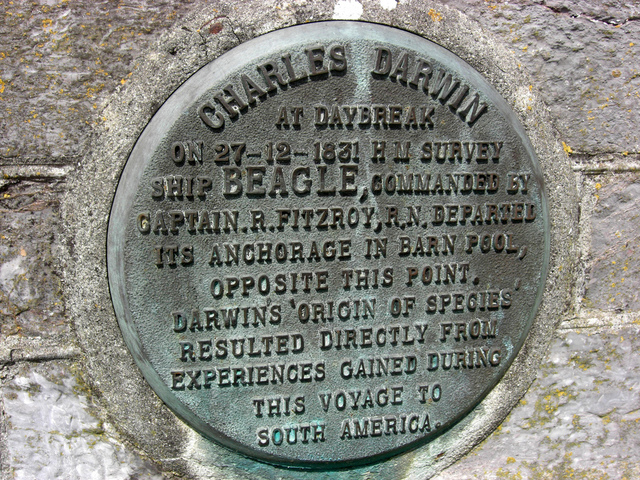 CHARLES DARWIN
AT DAYBREAK
ON 27-12-1831 H M SURVEY
SHIP BEAGLE, COMMANDED BY
CAPTAIN. R. FITZROY, R.N. DEPARTED
ITS ANCHORAGE IN BARN POOL,
OPPOSITE THIS POINT.
DARWIN'S 'ORIGIN OF SPECIES'
RESULTED DIRECTLY FROM
EXPERIENCES GAINED DURING
THIS VOYAGE TO
SOUTH AMERICA.